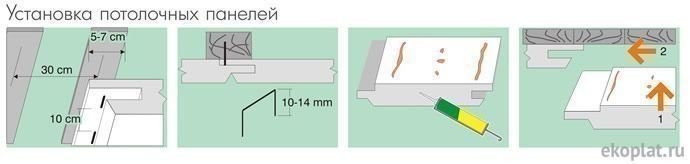 Установка потолочных панелей
5-7 cm
30 cm
10 cm
10-14 mm
2
1
ekoplat.ru